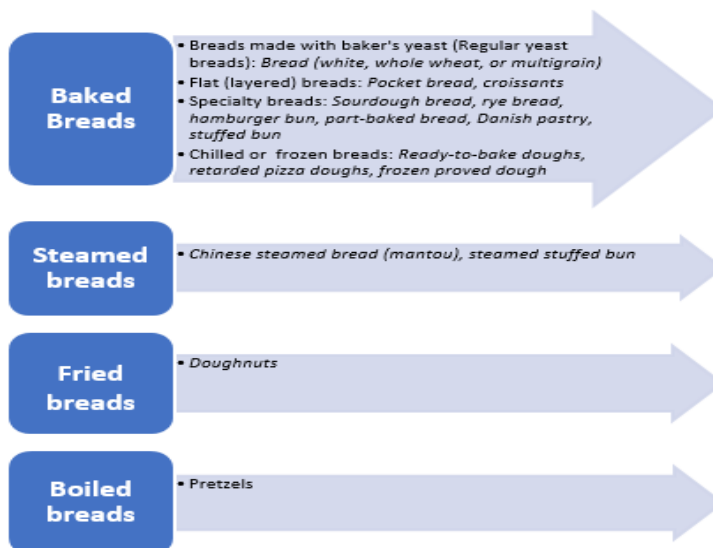 Baked
Breads
• Breads made with baker's yeast (Regular yeast
breads): Bread (white, whole wheat, or multigrain)
• Flat (layered) breads: Pocket bread, croissants
• Specialty breads: Sourdough bread, rye bread,
hamburger bun, part-baked bread, Danish pastry,
stuffed bun
• Chilled or frozen breads: Ready-to-bake doughs,
retarded pizza doughs, frozen proved dough
Steamed
breads
• Chinese steamed bread (mantou), steamed stuffed bun
Fried
breads
• Doughnuts
Boiled
breads
• Pretzels